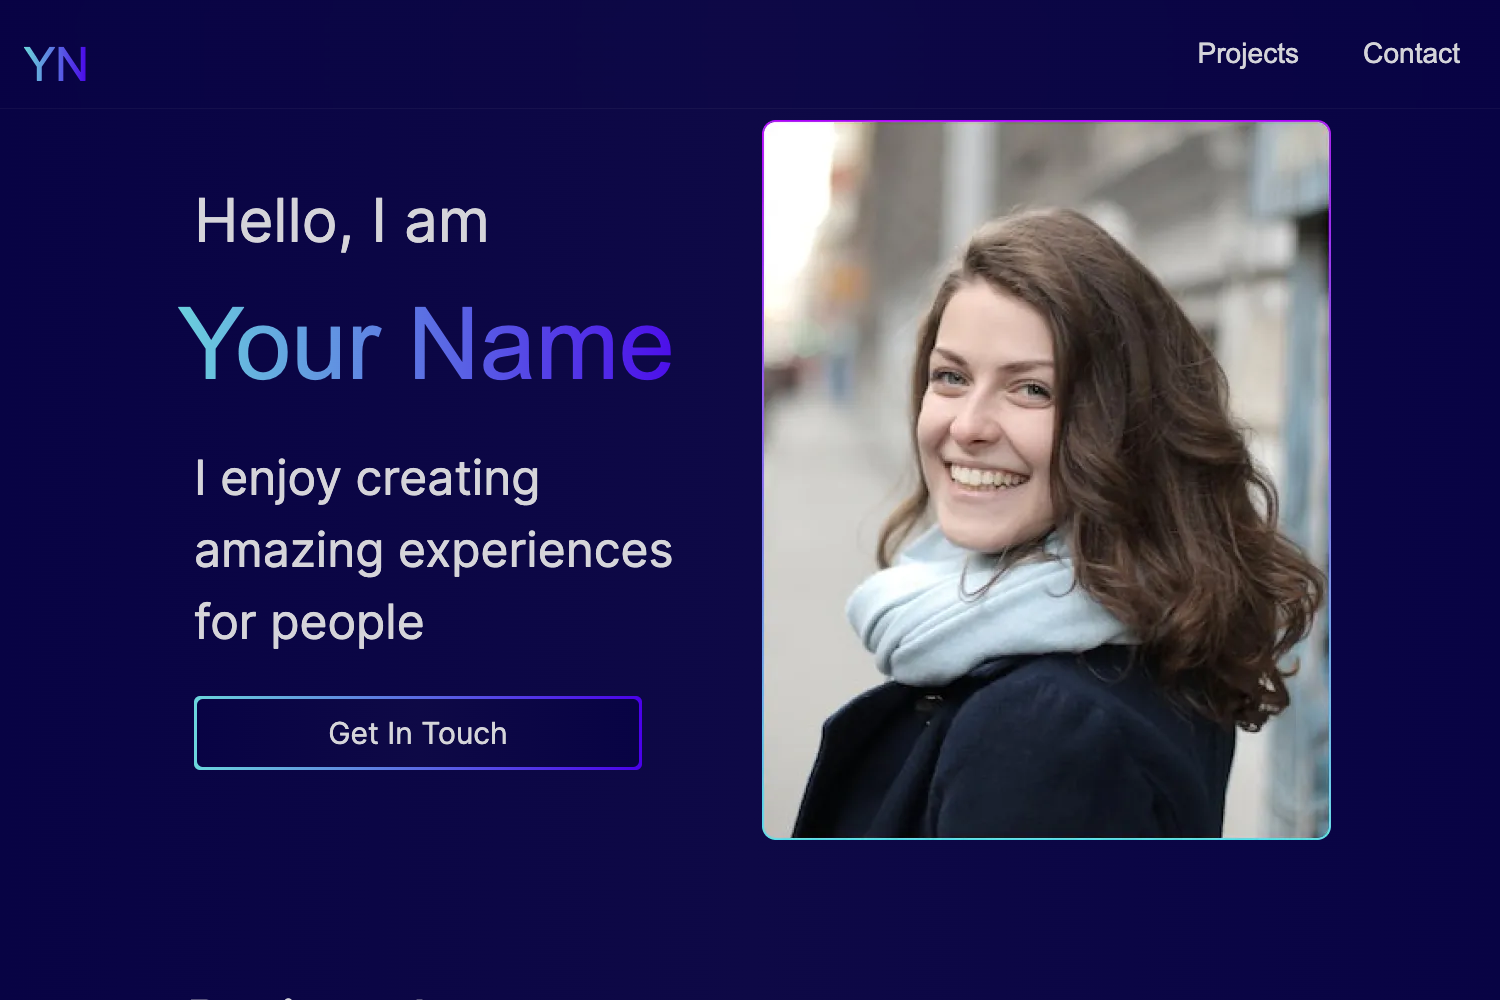 YN
Projects
Contact
Hello, I am
Your Name
I enjoy creating
amazing experiences
for people
Get In Touch